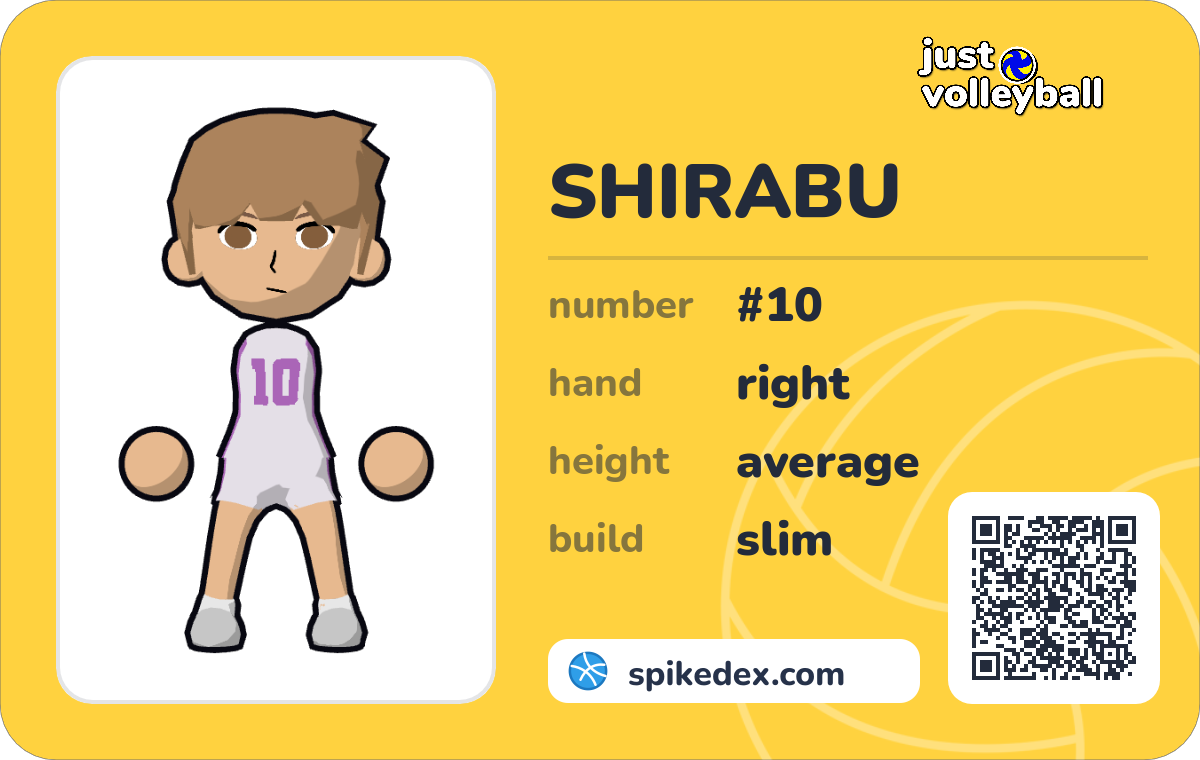 just
volleyball
SHIRABU
number #10
hand right
height average
build slim
10
spikedex.com